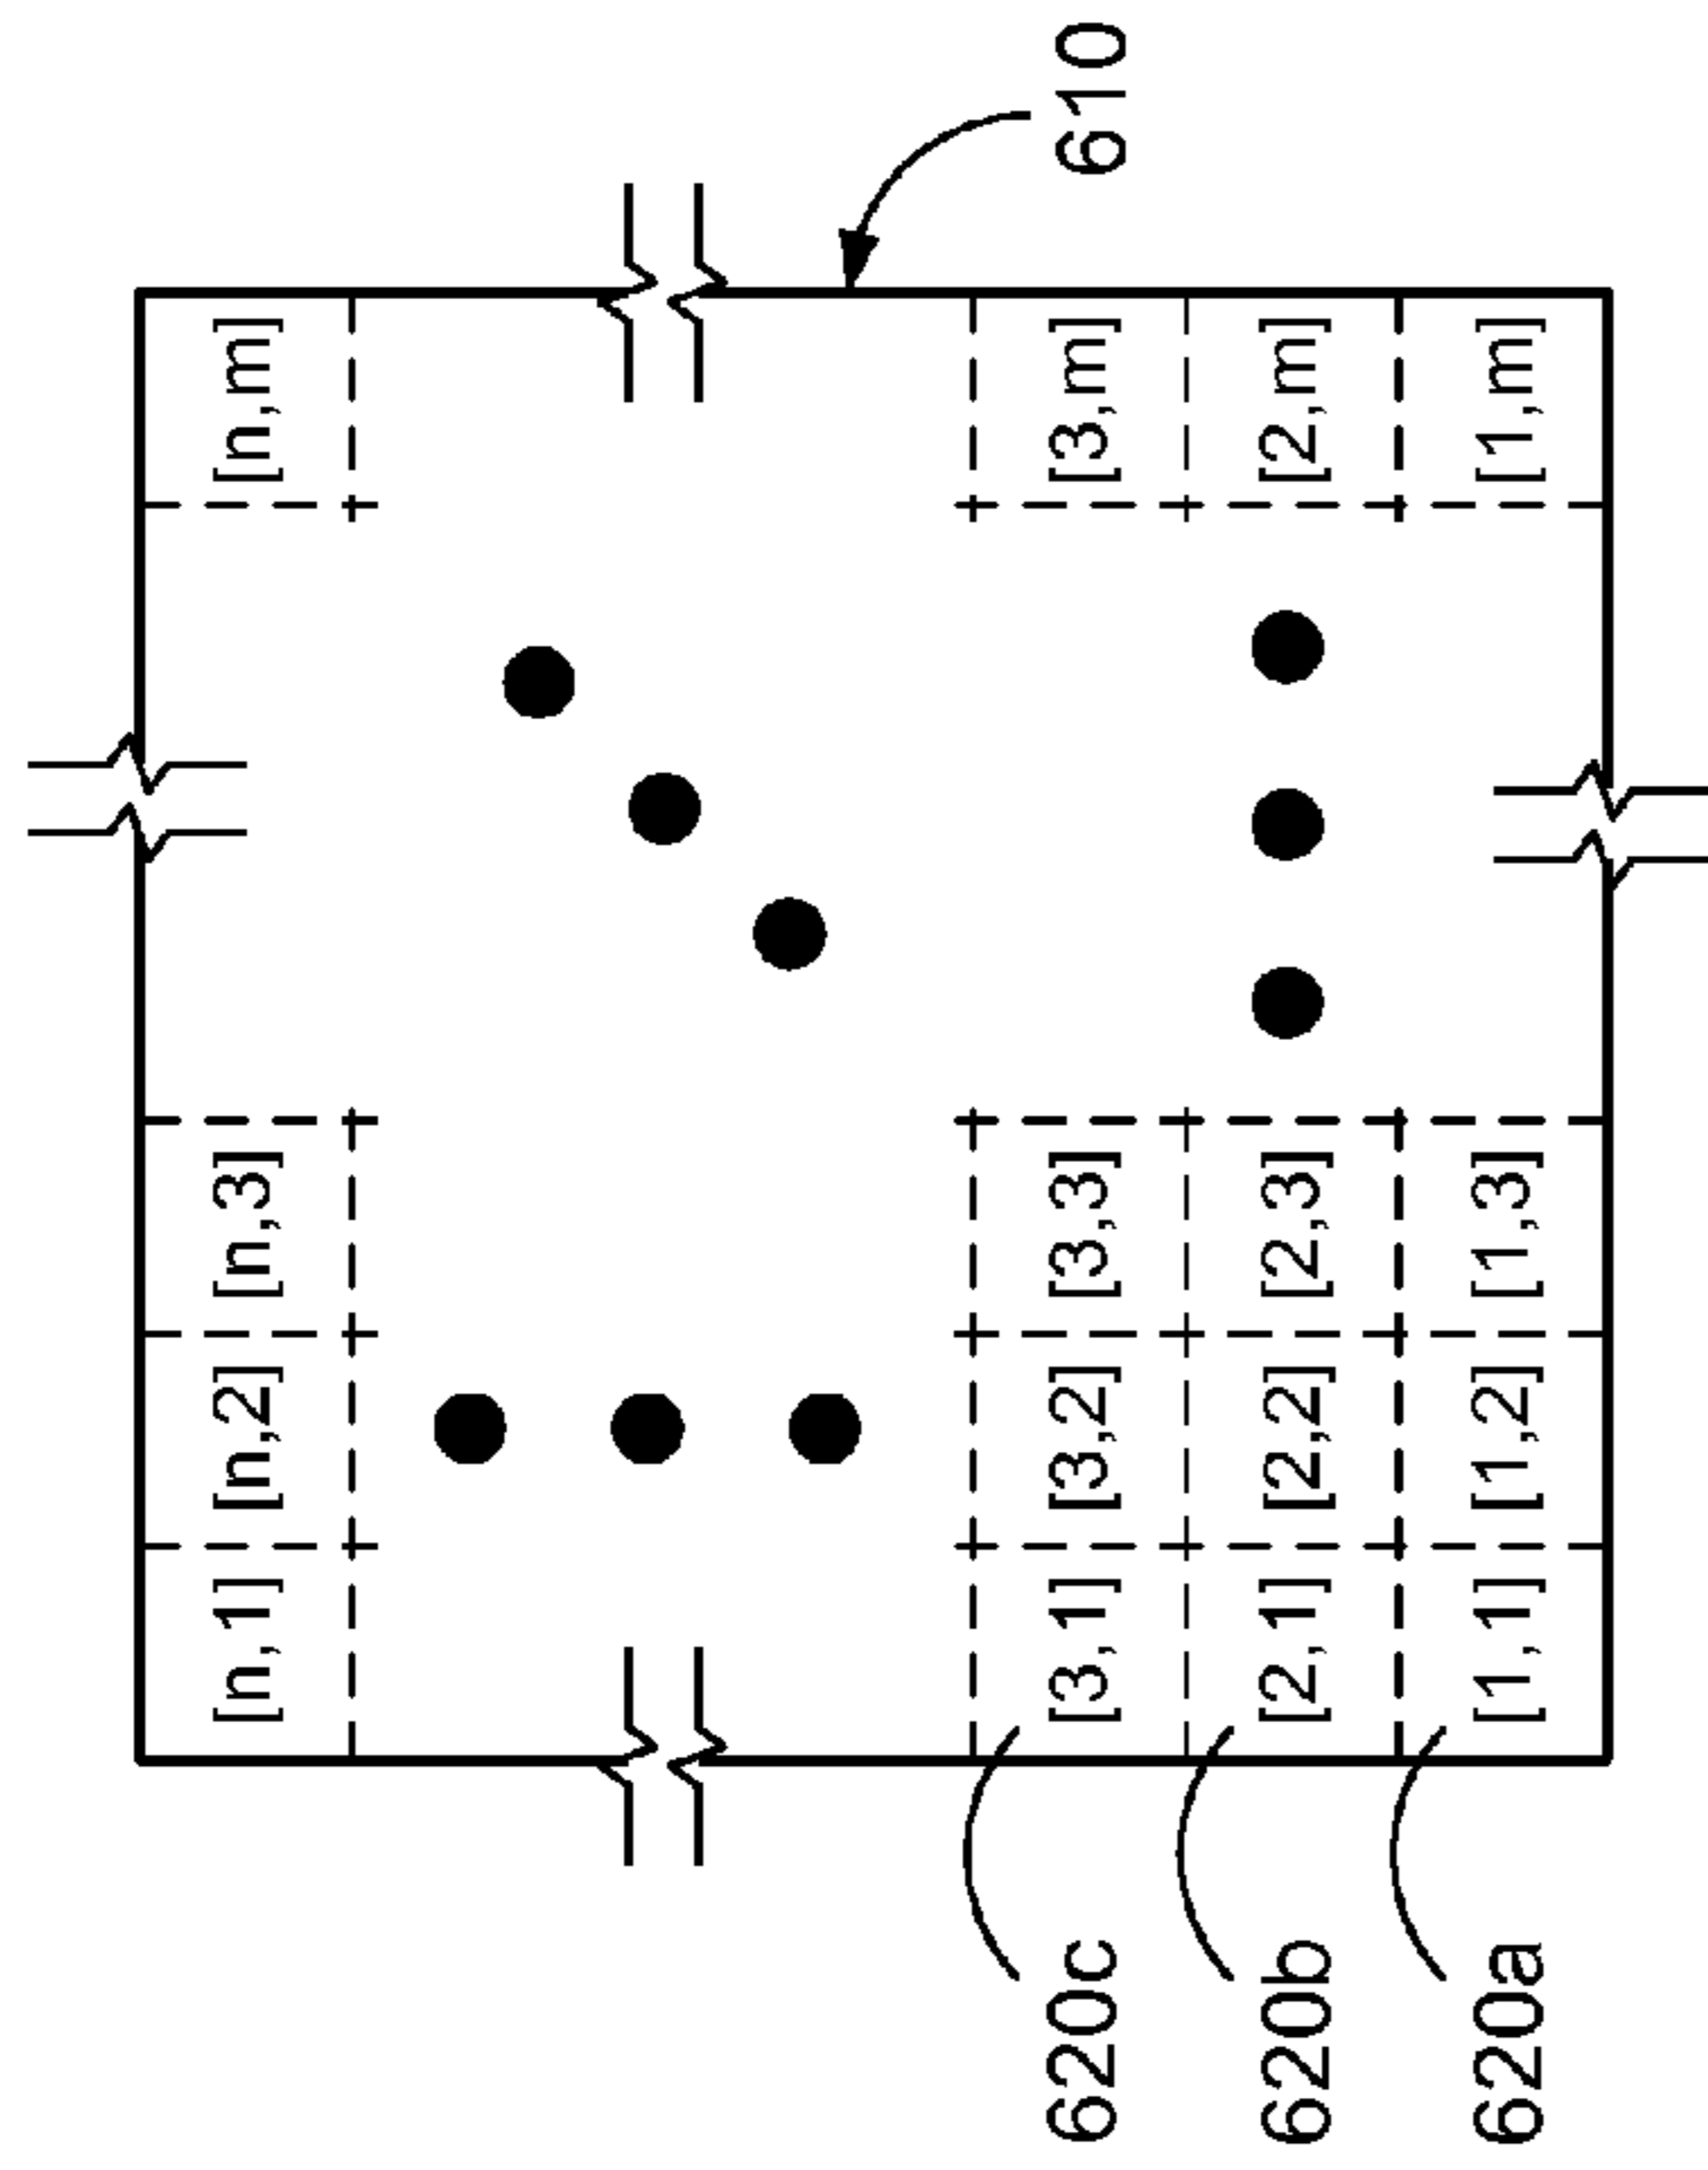 [n,1] [n,2] [n,3] [n,m]
620c [3,1] [3,2] [3,3] [3,m] 610
620b [2,1] [2,2] [2,3] [2,m]
620a [1,1] [1,2] [1,3] [1,m]